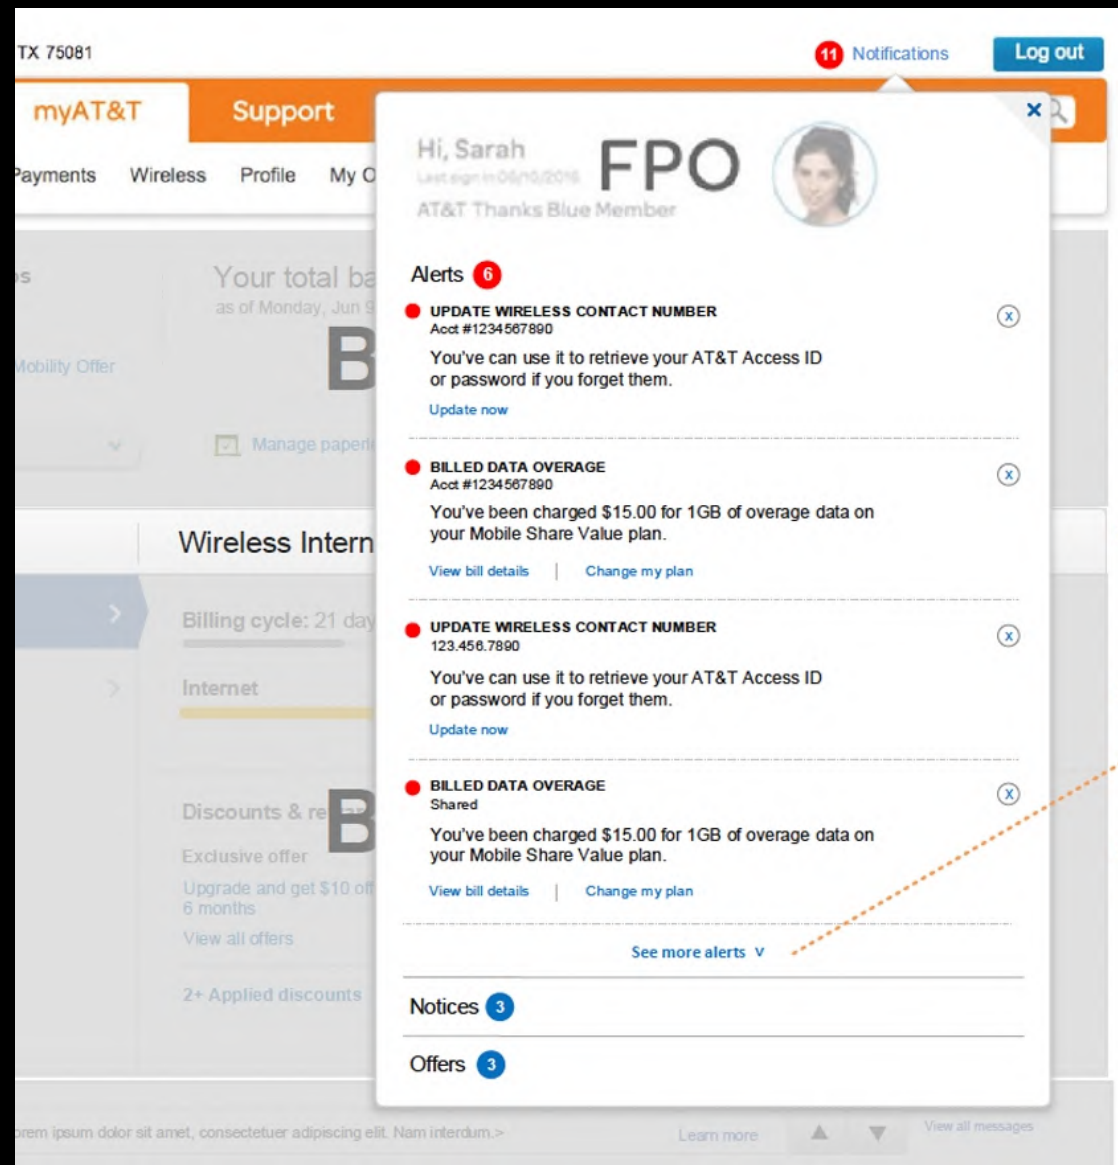 TX 75081
11 Notifications
Log out
myAT&T
Support
Payments Wireless Profile My O
Hi, Sarah
Last sign in 06/10/2016
AT&T Thanks Blue Member
FPO
Your total ba
as of Monday, Jun 9
B
Mobility Offer
Manage paperl
Alerts 6
UPDATE WIRELESS CONTACT NUMBER
Acct #1234567890
X
You've can use it to retrieve your AT&T Access ID
or password if you forget them.
Update now
BILLED DATA OVERAGE
Acct #1234567890
X
You've been charged $15.00 for 1GB of overage data on
your Mobile Share Value plan.
View bill details | Change my plan
UPDATE WIRELESS CONTACT NUMBER
123.456.7890
X
You've can use it to retrieve your AT&T Access ID
or password if you forget them.
Update now
BILLED DATA OVERAGE
Shared
X
You've been charged $15.00 for 1GB of overage data on
your Mobile Share Value plan.
View bill details | Change my plan
See more alerts v
Notices 3
Offers 3
Wireless Intern
Billing cycle: 21 day
Internet
Discounts & rewar
B
Exclusive offer
Upgrade and get $10 off
6 months
View all offers
2+ Applied discounts
orem ipsum dolor sit amet, consectetuer adipiscing elit. Nam interdum.>
Learn more
View all messages